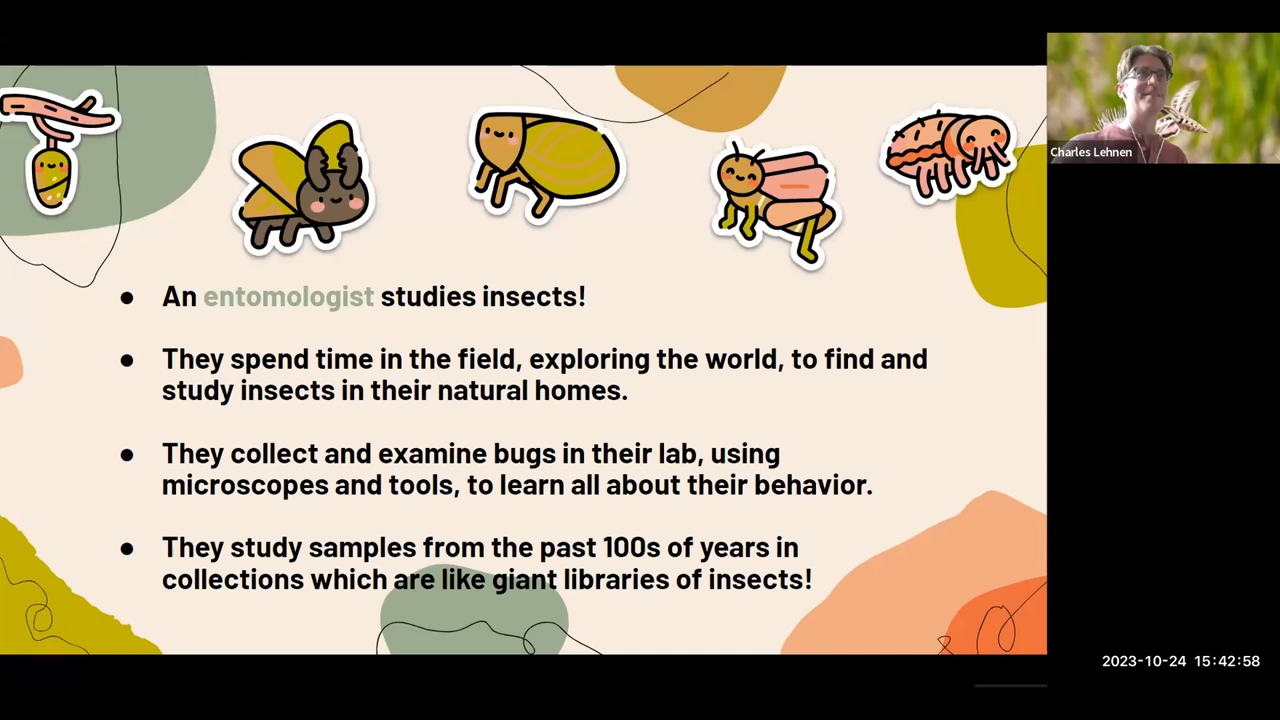 Charles Lehnen
● An entomologist studies insects!
● They spend time in the field, exploring the world, to find and
study insects in their natural homes.
● They collect and examine bugs in their lab, using
microscopes and tools, to learn all about their behavior.
● They study samples from the past 100s of years in
collections which are like giant libraries of insects!
2023-10-24 15:42:58